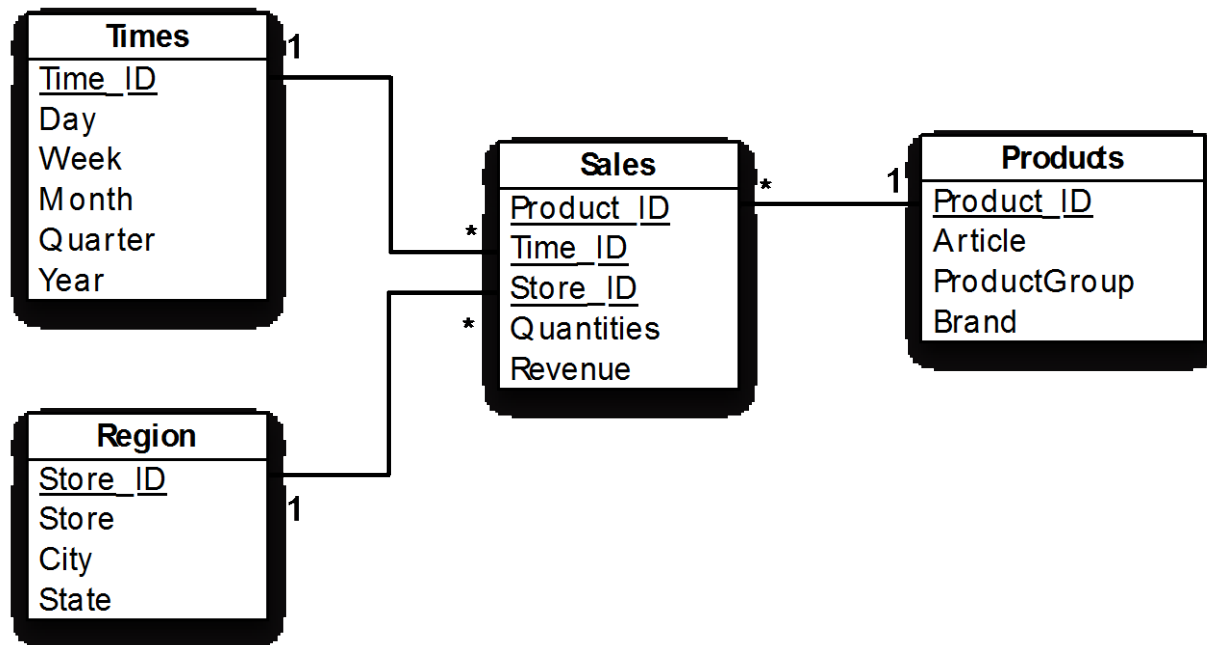 Times
Time_ID
Day
Week
Month
Quarter
Year
1
*
Sales
Product_ID
Time_ID
Store_ID
Quantities
Revenue
*
1
Products
Product_ID
Article
ProductGroup
Brand
*
Region
Store_ID
Store
City
State
1